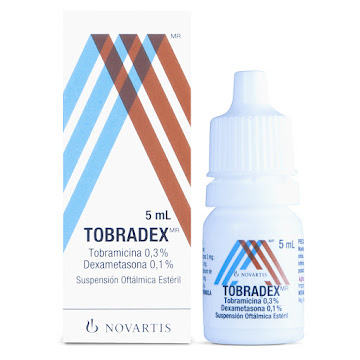 MR
5 mL
TOBRADEX MR
Tobramicina 0,3%
Dexametasona 0,1%
Suspensión Oftálmica Estéril
NOVARTIS
5 mL
NOVARTIS
TOBRADEX MR
Tobramicina 0,3%
Dexametasona 0,1%
Suspensión Oftálmica Estéril